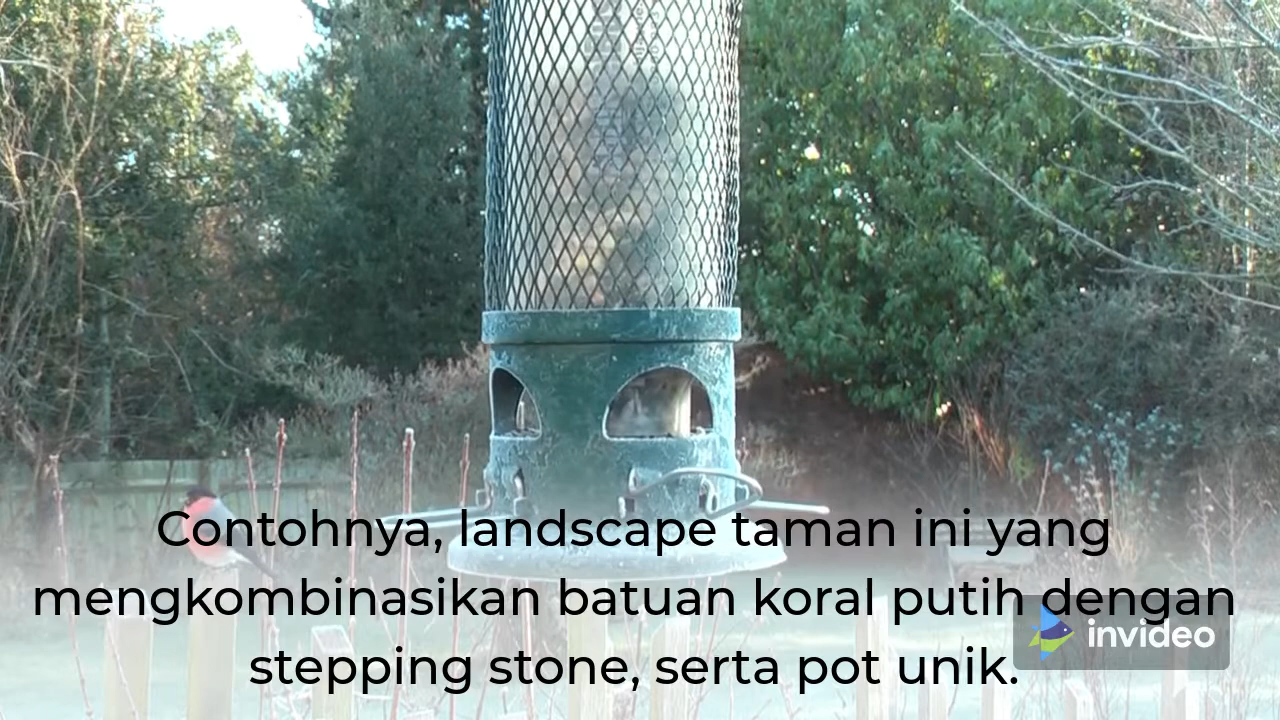 Contohnya, landscape taman ini yang
mengkombinasikan batuan koral putih dengan
stepping stone, serta pot unik.
invideo